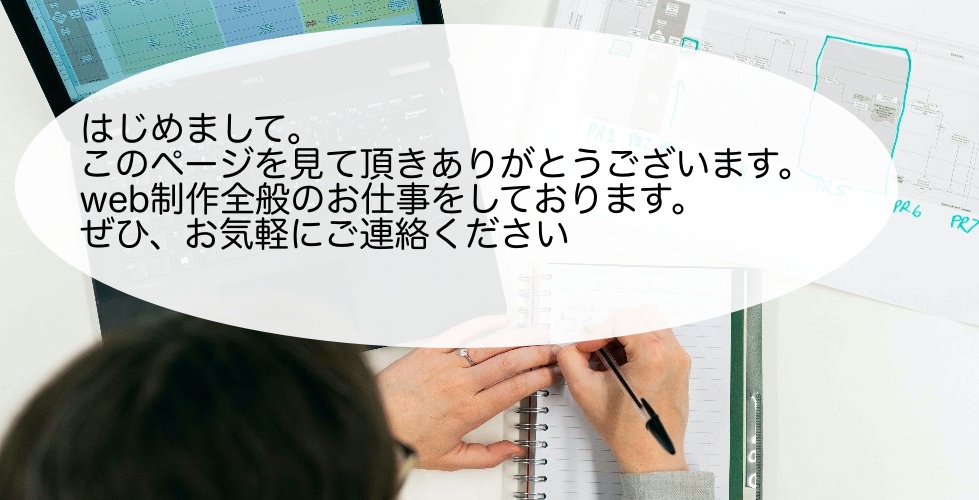 はじめまして。
このページを見て頂きありがとうございます。
web制作全般のお仕事をしております。
ぜひ、お気軽にご連絡ください
PR1
PR5
PR6
PR7